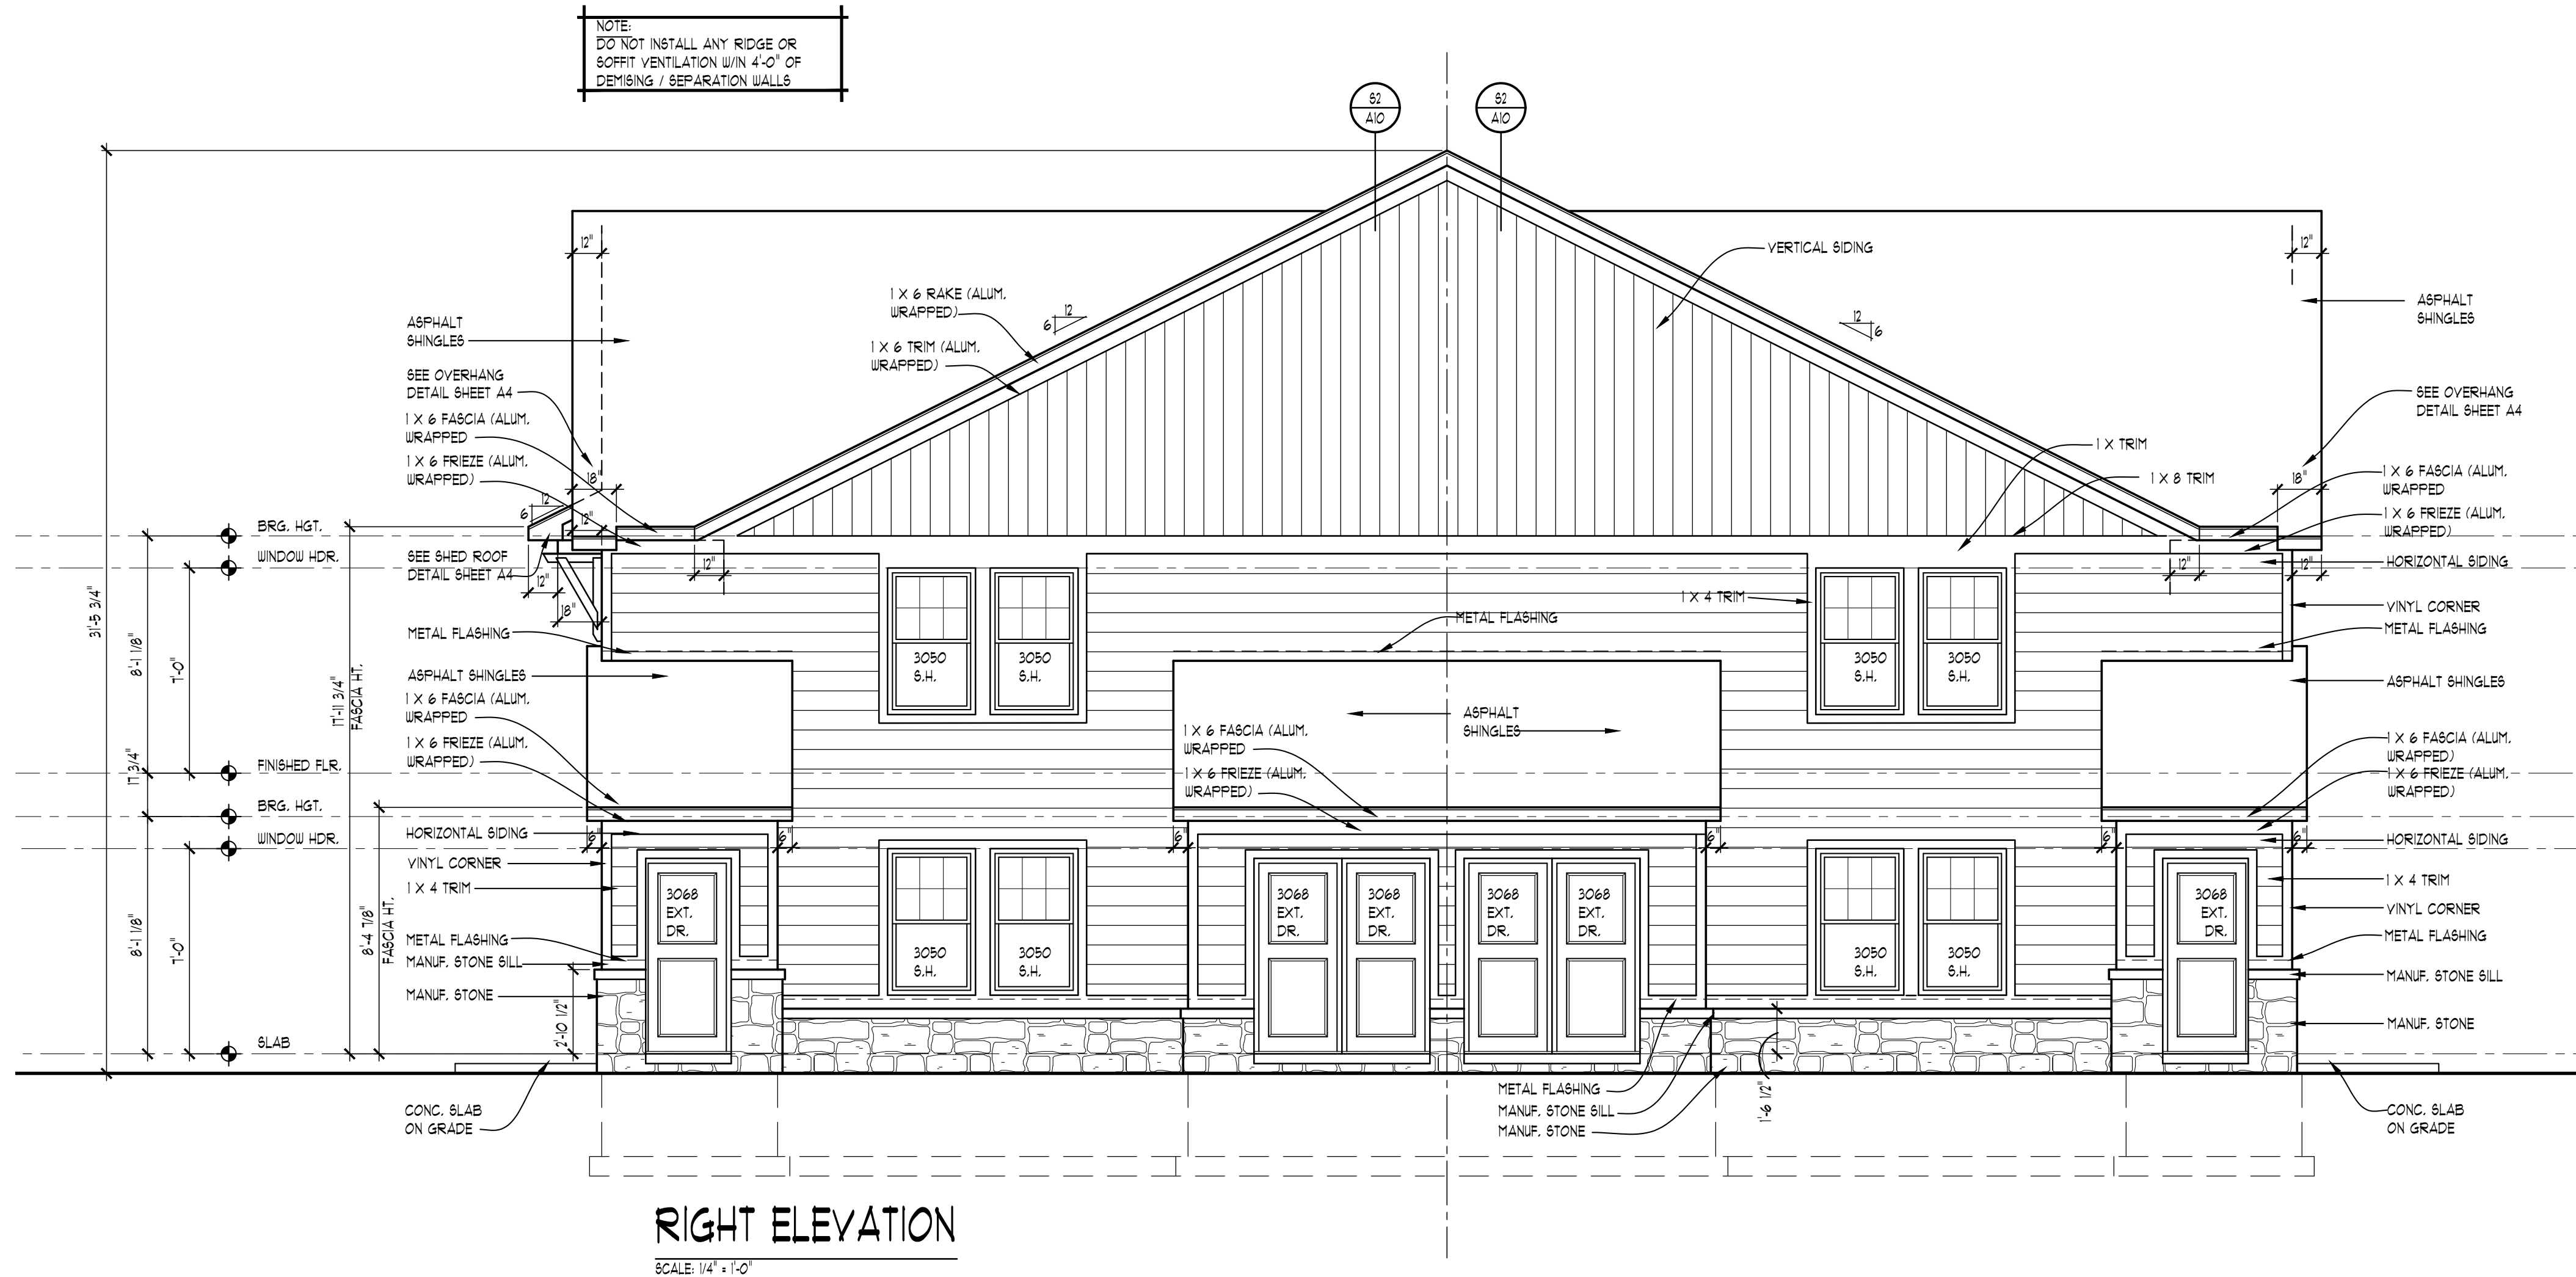 NOTE:
DO NOT INSTALL ANY RIDGE OR
SOFFIT VENTILATION W/IN 4'-0" OF
DEMISING / SEPARATION WALLS
S2
A10
S2
A10
12"
12"
VERTICAL SIDING
1 X 6 RAKE (ALUM.
WRAPPED)
12
6
12
6
1 X 6 TRIM (ALUM.
WRAPPED)
ASPHALT
SHINGLES
ASPHALT
SHINGLES
SEE OVERHANG
DETAIL SHEET A4
SEE OVERHANG
DETAIL SHEET A4
1 X 6 FASCIA (ALUM.
WRAPPED
1 X 6 FRIEZE (ALUM.
WRAPPED)
18"
12
6
12"
1 X TRIM
1 X 8 TRIM
18"
1 X 6 FASCIA (ALUM.
WRAPPED
1 X 6 FRIEZE (ALUM.
WRAPPED)
BRG. HGT.
WINDOW HDR.
SEE SHED ROOF
DETAIL SHEET A4
12"
18"
12"
12"
12"
HORIZONTAL SIDING
1 X 4 TRIM
VINYL CORNER
METAL FLASHING
METAL FLASHING
METAL FLASHING
31'-5 3/4"
8'-1 1/8"
7'-0"
17'-11 3/4"
FASCIA HT.
3050
S.H.
3050
S.H.
3050
S.H.
3050
S.H.
ASPHALT SHINGLES
ASPHALT SHINGLES
1 X 6 FASCIA (ALUM.
WRAPPED
1 X 6 FRIEZE (ALUM.
WRAPPED)
ASPHALT
SHINGLES
1 X 6 FASCIA (ALUM.
WRAPPED
1 X 6 FRIEZE (ALUM.
WRAPPED)
1 X 6 FASCIA (ALUM.
WRAPPED)
1 X 6 FRIEZE (ALUM.
WRAPPED)
FINISHED FLR.
17 3/4"
BRG. HGT.
WINDOW HDR.
HORIZONTAL SIDING
6"
6"
6"
6"
6"
6"
HORIZONTAL SIDING
VINYL CORNER
1 X 4 TRIM
1 X 4 TRIM
VINYL CORNER
3068
EXT.
DR.
3068
EXT.
DR.
3068
EXT.
DR.
3068
EXT.
DR.
3068
EXT.
DR.
3068
EXT.
DR.
8'-1 1/8"
7'-0"
8'-4 7/8"
FASCIA HT.
METAL FLASHING
MANUF. STONE SILL
MANUF. STONE
3050
S.H.
3050
S.H.
3050
S.H.
3050
S.H.
METAL FLASHING
MANUF. STONE SILL
MANUF. STONE
2'-10 1/2"
SLAB
CONC. SLAB
ON GRADE
METAL FLASHING
MANUF. STONE SILL
MANUF. STONE
1'-6 1/2"
CONC. SLAB
ON GRADE
RIGHT ELEVATION
SCALE: 1/4" = 1'-0"